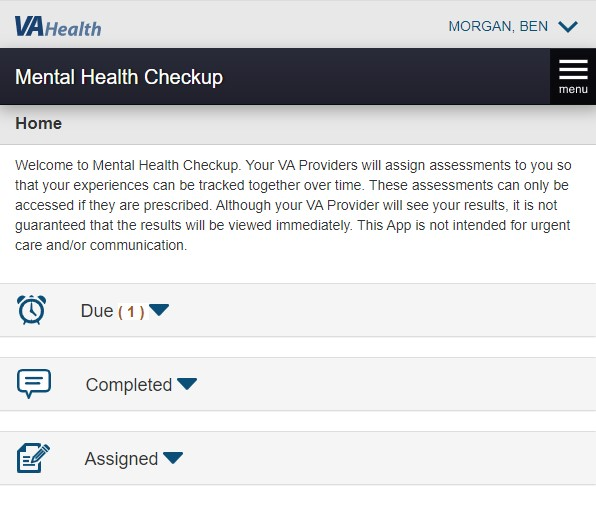 VAHealth
MORGAN, BEN
Mental Health Checkup
menu
Home
Welcome to Mental Health Checkup. Your VA Providers will assign assessments to you so
that your experiences can be tracked together over time. These assessments can only be
accessed if they are prescribed. Although your VA Provider will see your results, it is not
guaranteed that the results will be viewed immediately. This App is not intended for urgent
care and/or communication.
Due ( 1 )
Completed
Assigned